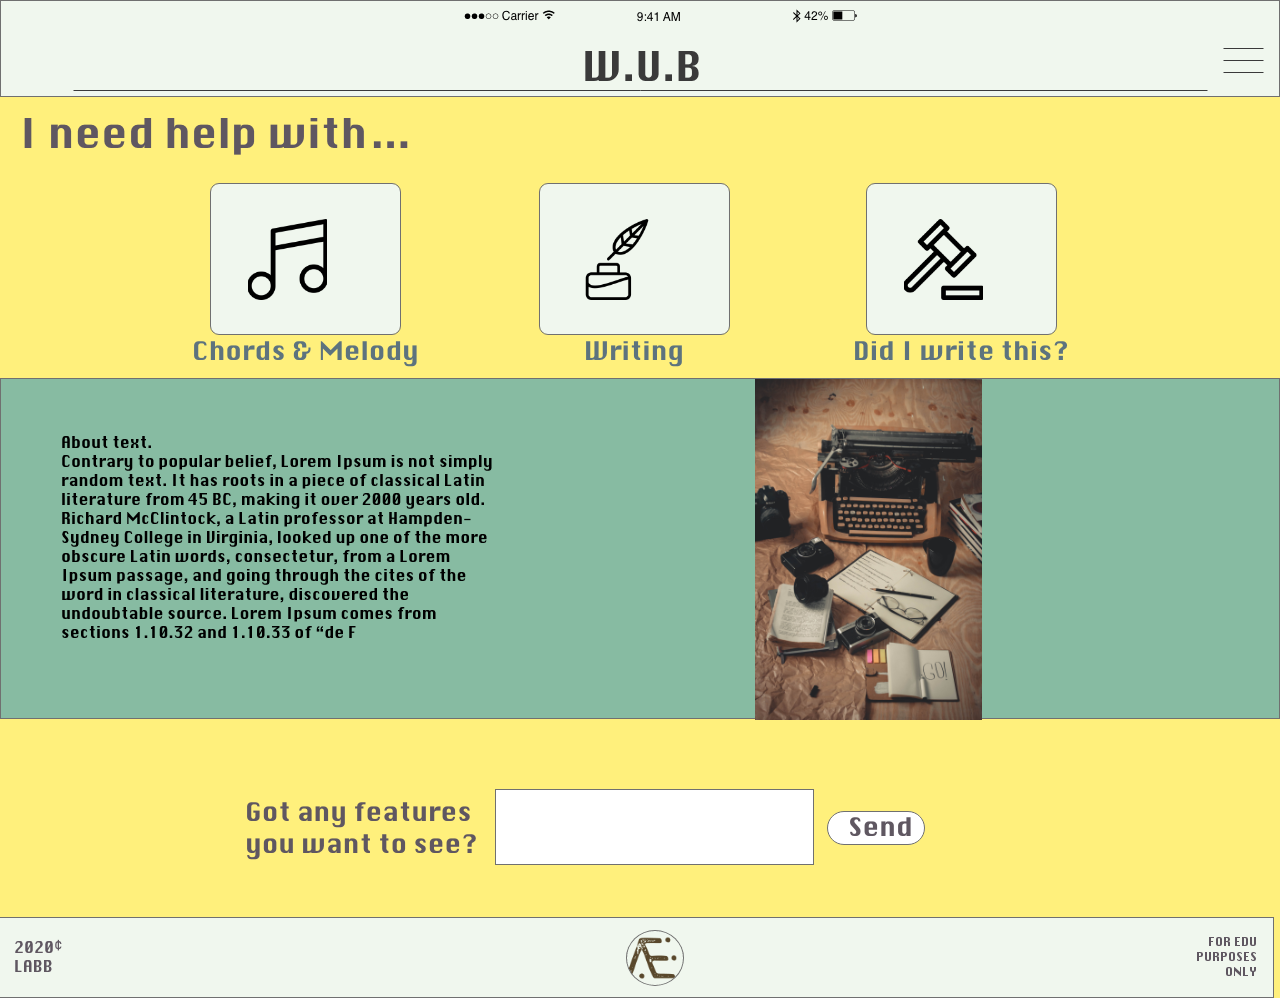 Carrier 9:41 AM 42%
W.U.B
I need help with...
Chords & Melody
Writing
Did I write this?
About text.
Contrary to popular belief, Lorem Ipsum is not simply
random text. It has roots in a piece of classical Latin
literature from 45 BC, making it over 2000 years old.
Richard McClintock, a Latin professor at Hampden-
Sydney College in Virginia, looked up one of the more
obscure Latin words, consectetur, from a Lorem
Ipsum passage, and going through the cites of the
word in classical literature, discovered the
undoubtable source. Lorem Ipsum comes from
sections 1.10.32 and 1.10.33 of “de F
GO!
Got any features
you want to see?
Send
2020¢
LABB
Æ
FOR EDU
PURPOSES
ONLY